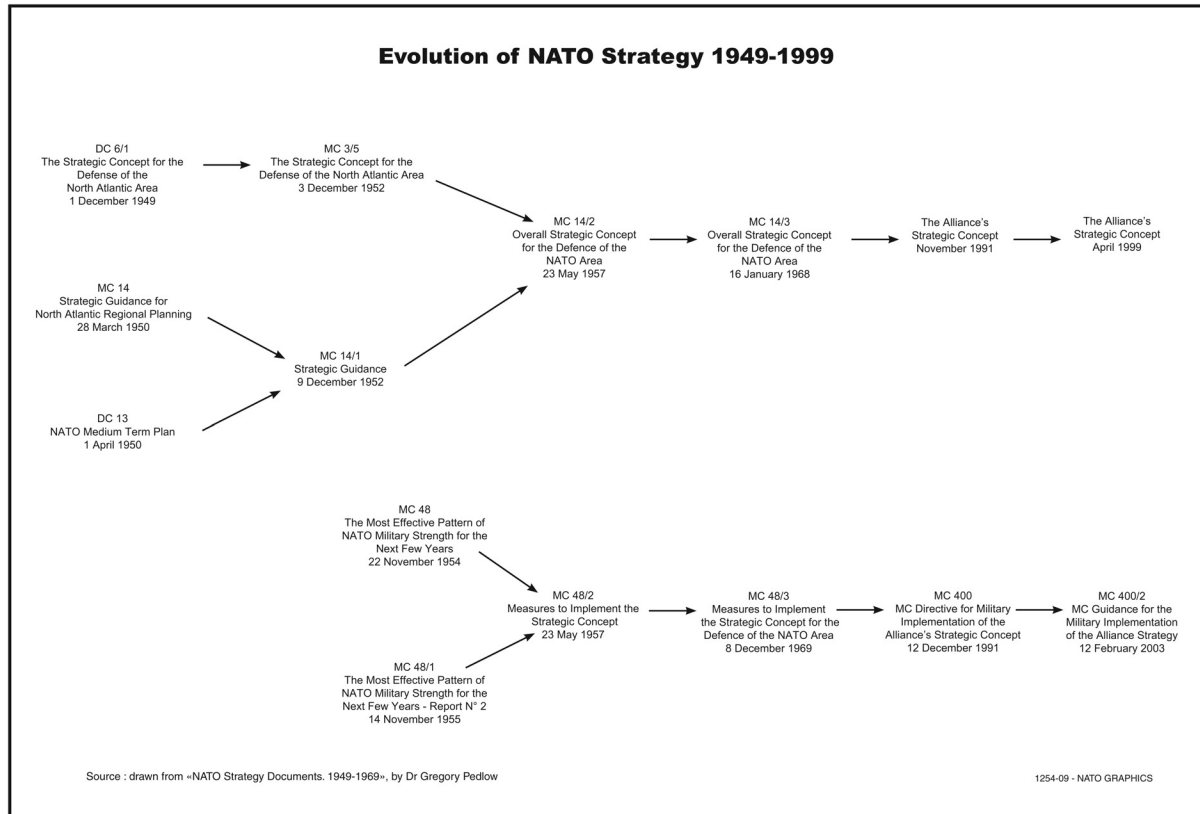 Evolution of NATO Strategy 1949-1999
DC 6/1
The Strategic Concept for the
Defense of the
North Atlantic Area
1 December 1949
MC 3/5
The Strategic Concept for the
Defense of the North Atlantic Area
3 December 1952
MC 14/2
Overall Strategic Concept
for the Defence of the
NATO Area
23 May 1957
MC 14/3
Overall Strategic Concept
for the Defence of the
NATO Area
16 January 1968
The Alliance's
Strategic Concept
November 1991
The Alliance's
Strategic Concept
April 1999
MC 14
Strategic Guidance for
North Atlantic Regional Planning
28 March 1950
MC 14/1
Strategic Guidance
9 December 1952
DC 13
NATO Medium Term Plan
1 April 1950
MC 48
The Most Effective Pattern of
NATO Military Strength for the
Next Few Years
22 November 1954
MC 48/2
Measures to Implement the
Strategic Concept
23 May 1957
MC 48/3
Measures to Implement
the Strategic Concept for the
Defence of the NATO Area
8 December 1969
MC 400
MC Directive for Military
Implementation of the
Alliance's Strategic Concept
12 December 1991
MC 400/2
MC Guidance for the
Military Implementation
of the Alliance Strategy
12 February 2003
MC 48/1
The Most Effective Pattern of
NATO Military Strength for the
Next Few Years - Report N° 2
14 November 1955
Source : drawn from «NATO Strategy Documents. 1949-1969», by Dr Gregory Pedlow
1254-09 - NATO GRAPHICS